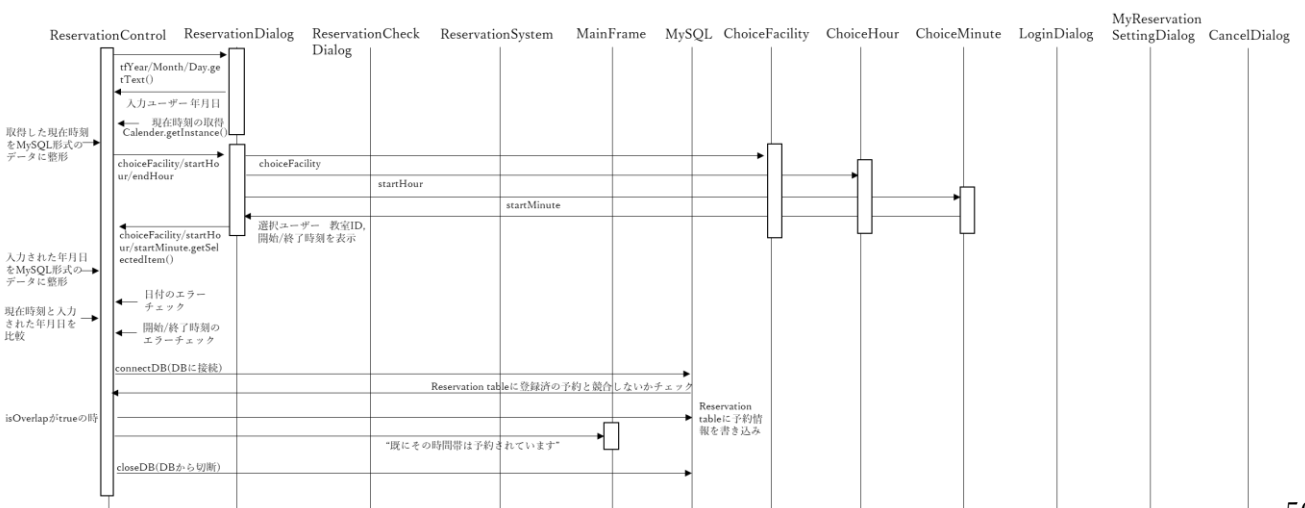 ReservationControl
ReservationDialog
ReservationCheck
Dialog
ReservationSystem
MainFrame
MySQL
ChoiceFacility
ChoiceHour
ChoiceMinute
LoginDialog
MyReservation
SettingDialog
CancelDialog
tfYear/Month/Day.ge
tText()
入力ユーザー 年月日
現在時刻の取得
Calender.getInstance()
取得した現在時刻
をMySQL形式の
データに整形
choiceFacility/startHo
ur/endHour
choiceFacility
startHour
startMinute
選択ユーザー 教室ID,
開始/終了時刻を表示
choiceFacility/startHo
ur/startMinute.getSel
ectedItem()
入力された年月日
をMySQL形式の
データに整形
日付のエラー
チェック
現在時刻と入力
された年月日を
比較
開始/終了時刻の
エラーチェック
connectDB(DBに接続)
Reservation tableに登録済の予約と競合しないかチェック
isOverlapがtrueの時
Reservation
tableに予約情
報を書き込み
“既にその時間帯は予約されています”
closeDB(DBから切断)